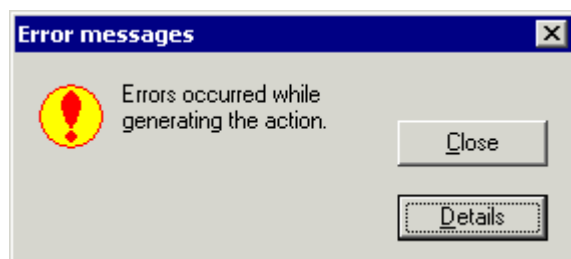 Error messages
Errors occurred while
generating the action.
Close
Details